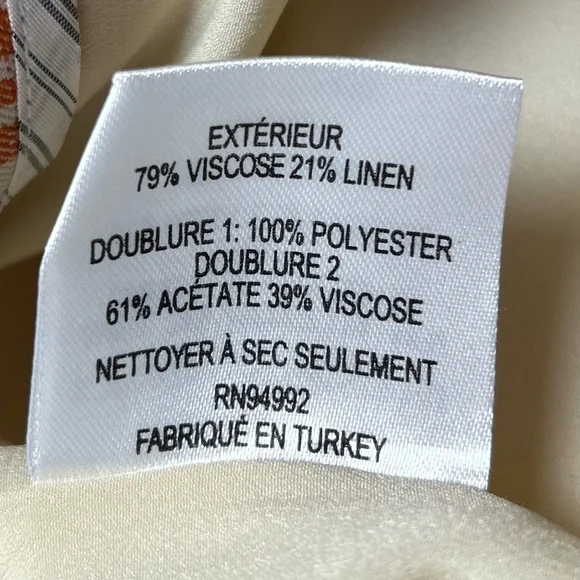 EXTÉRIEUR
79% VISCOSE 21% LINEN
DOUBLURE 1: 100% POLYESTER
DOUBLURE 2
61% ACÉTATE 39% VISCOSE
NETTOYER À SEC SEULEMENT
RN94992
FABRIQUÉ EN TURKEY